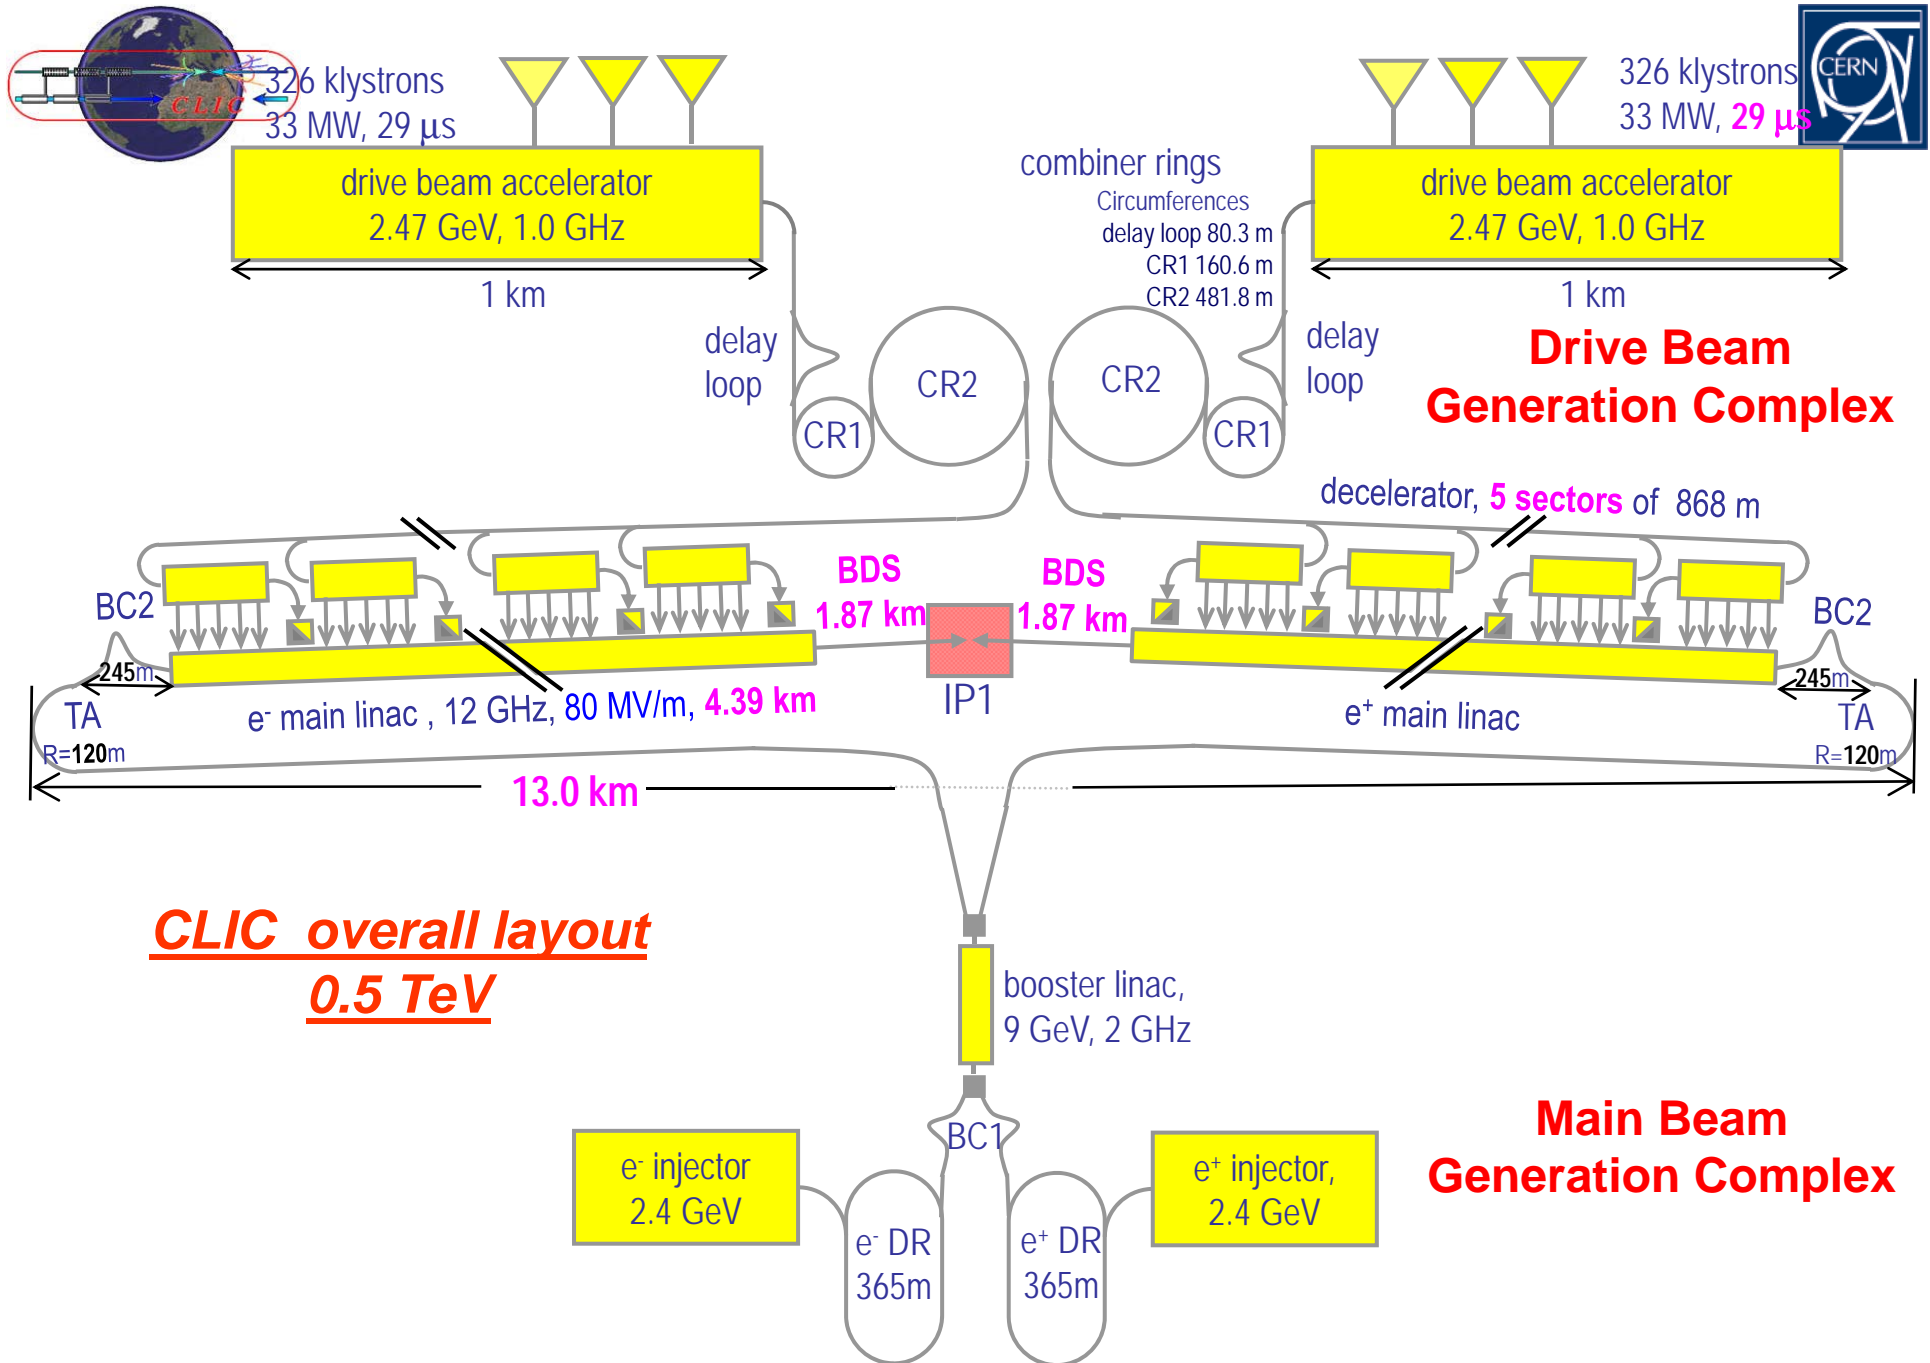 CLIC
326 klystrons
33 MW, 29 μs
326 klystrons
33 MW, 29 μs
CERN
drive beam accelerator
2.47 GeV, 1.0 GHz
combiner rings
Circumferences
delay loop 80.3 m
CR1 160.6 m
CR2 481.8 m
drive beam accelerator
2.47 GeV, 1.0 GHz
1 km
1 km
delay
loop
CR2
CR1
CR2
CR1
delay
loop
Drive Beam
Generation Complex
decelerator, 5 sectors of 868 m
BC2
BDS
1.87 km
BDS
1.87 km
BC2
245m
245m
TA
R=120m
e- main linac , 12 GHz, 80 MV/m, 4.39 km
IP1
e+ main linac
TA
R=120m
13.0 km
CLIC overall layout
0.5 TeV
booster linac,
9 GeV, 2 GHz
BC1
Main Beam
Generation Complex
e- injector
2.4 GeV
e+ injector,
2.4 GeV
e- DR
365m
e+ DR
365m